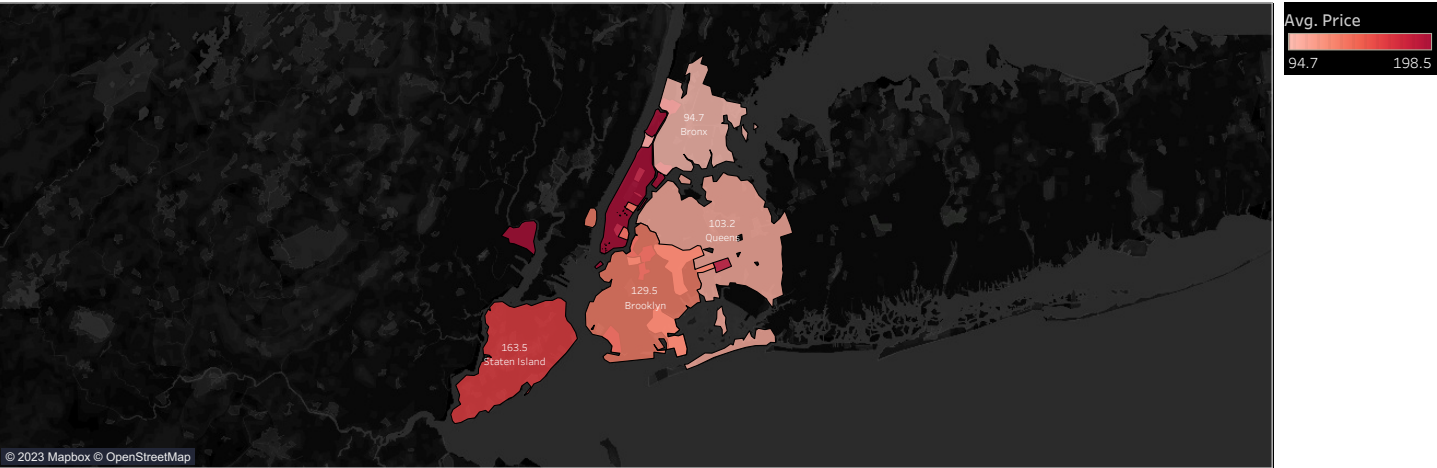 Avg. Price
94.7 198.5
94.7
Bronx
103.2
Queens
129.5
Brooklyn
163.5
Staten Island
© 2023 Mapbox © OpenStreetMap